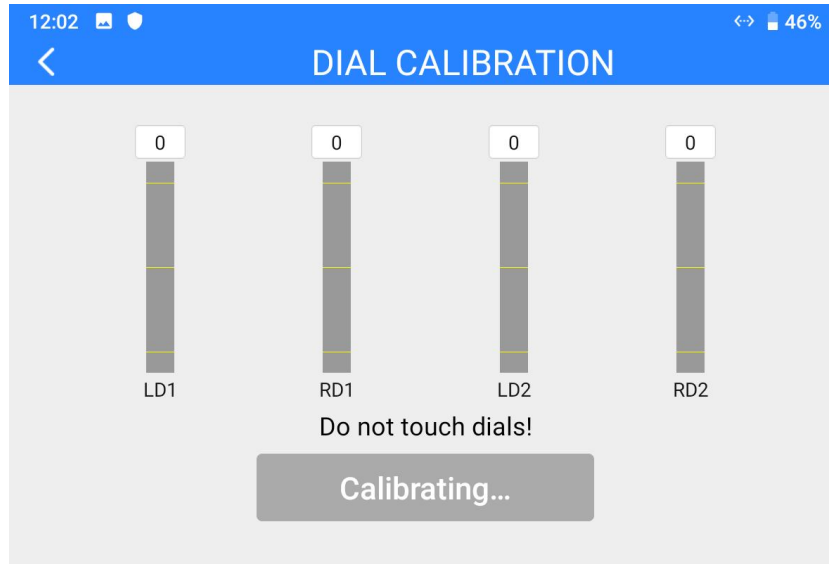 12:02 46%
DIAL CALIBRATION
0 0 0 0
LD1 RD1 LD2 RD2
Do not touch dials!
Calibrating...